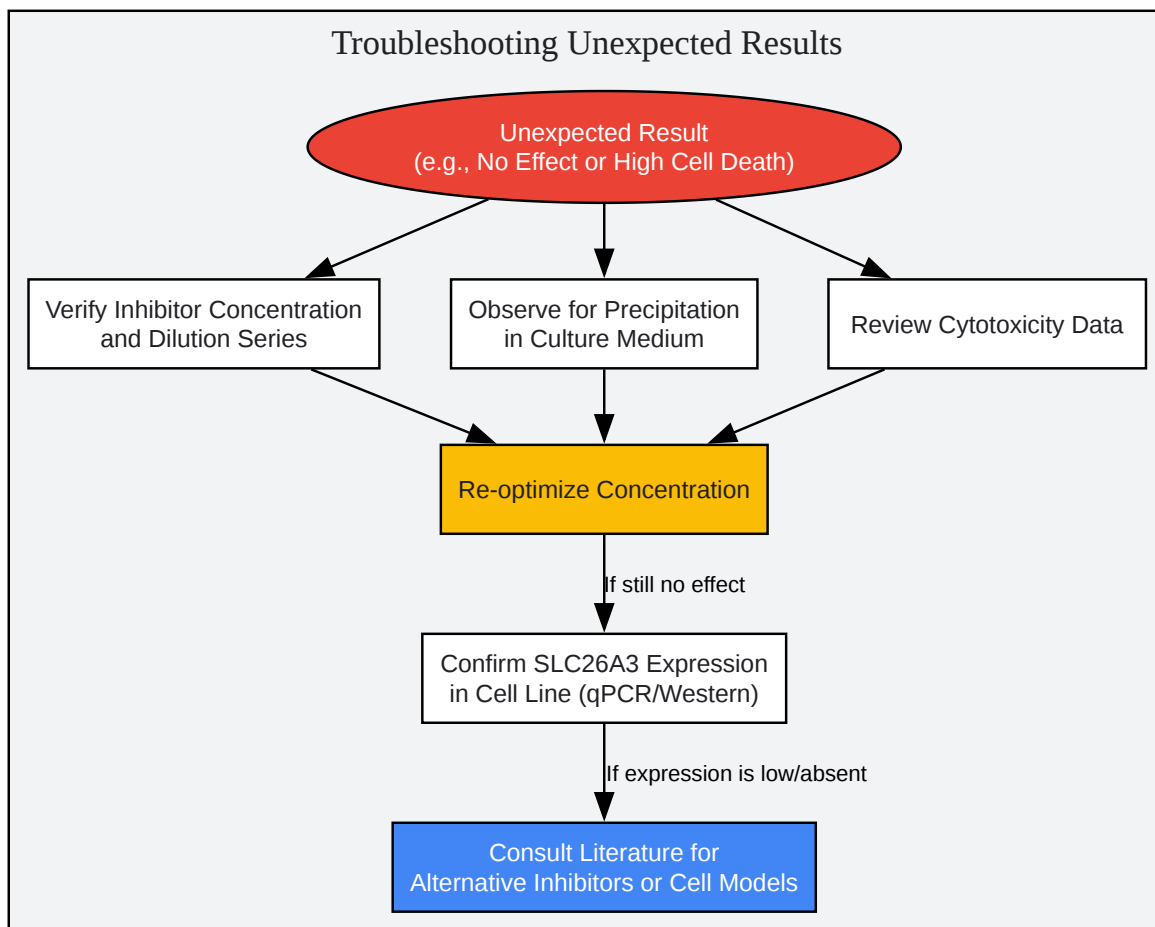 Troubleshooting Unexpected Results
Unexpected Result
(e.g., No Effect or High Cell Death)
Verify Inhibitor Concentration
and Dilution Series
Observe for Precipitation
in Culture Medium
Review Cytotoxicity Data
Re-optimize Concentration
If still no effect
Confirm SLC26A3 Expression
in Cell Line (qPCR/Western)
If expression is low/absent
Consult Literature for
Alternative Inhibitors or Cell Models